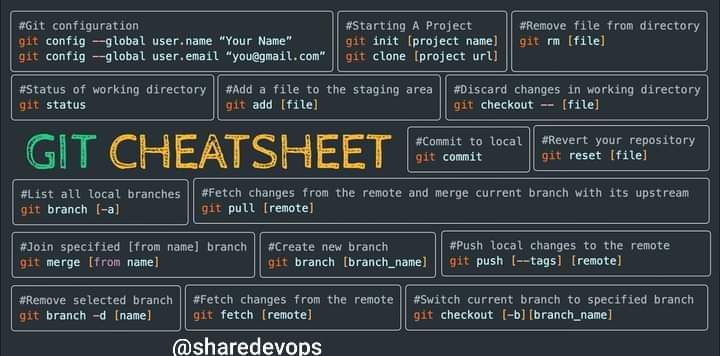 #Git configuration
git config --global user.name “Your Name”
git config --global user.email “you@gmail.com”
#Starting A Project
git init [project name]
git clone [project url]
#Remove file from directory
git rm [file]
#Status of working directory
git status
#Add a file to the staging area
git add [file]
#Discard changes in working directory
git checkout -- [file]
GIT CHEATSHEET
#Commit to local
git commit
#Revert your repository
git reset [file]
#List all local branches
git branch [-a]
#Fetch changes from the remote and merge current branch with its upstream
git pull [remote]
#Join specified [from name] branch
git merge [from name]
#Create new branch
git branch [branch_name]
#Push local changes to the remote
git push [--tags] [remote]
#Remove selected branch
git branch -d [name]
#Fetch changes from the remote
git fetch [remote]
#Switch current branch to specified branch
git checkout [-b][branch_name]
@sharedevops